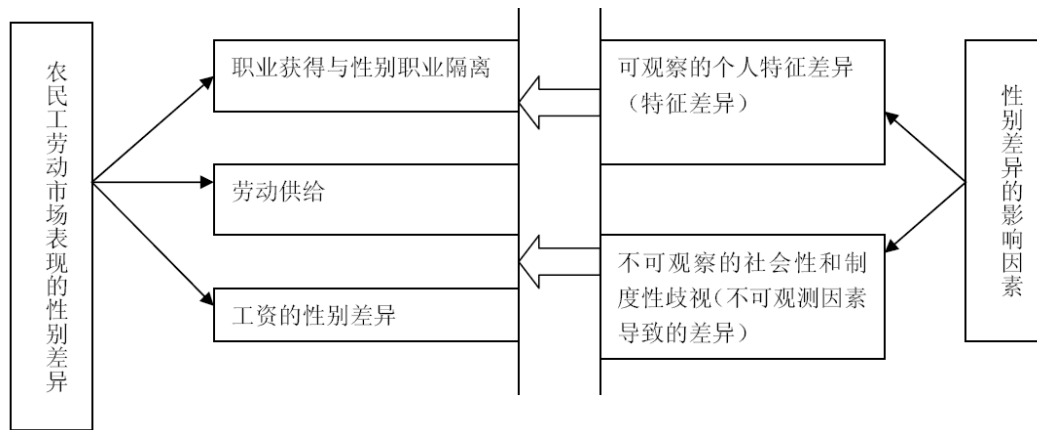 农民工劳动市场表现的性别差异
职业获得与性别职业隔离
劳动供给
工资的性别差异
可观察的个人特征差异
（特征差异）
不可观察的社会性和制
度性歧视（不可观测因素
导致的差异）
性别差异的影响因素